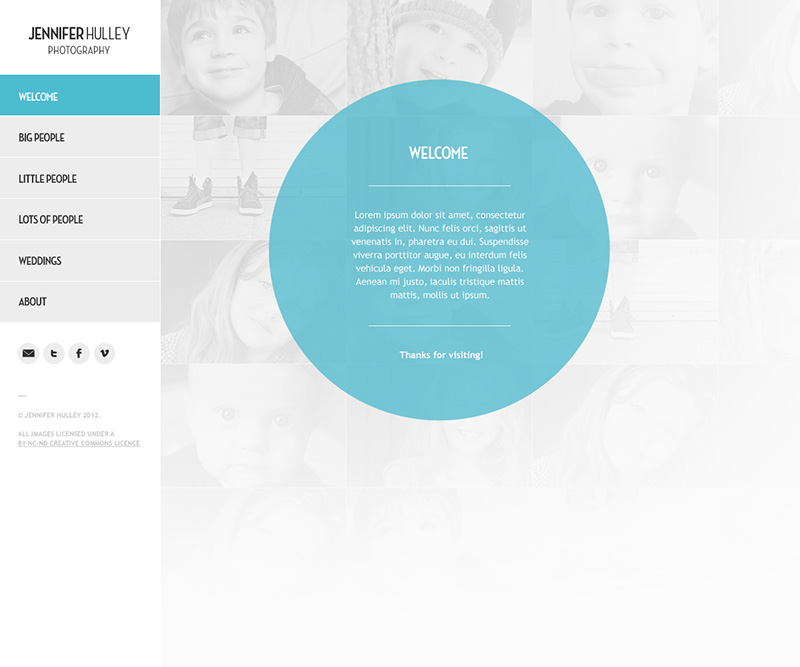 JENNIFER HULLEY
PHOTOGRAPHY
WELCOME
BIG PEOPLE
LITTLE PEOPLE
LOTS OF PEOPLE
WEDDINGS
ABOUT
© JENNIFER HULLEY 2012.
ALL IMAGES LICENSED UNDER A
BY-NC-ND CREATIVE COMMONS LICENCE
WELCOME
Lorem ipsum dolor sit amet, consectetur
adipiscing elit. Nunc felis orci, sagittis ut
venenatis in, pharetra eu dui. Suspendisse
viverra porttitor augue, eu interdum felis
vehicula eget. Morbi non fringilla ligula.
Aenean mi justo, iaculis tristique mattis
mattis, mollis ut ipsum.
Thanks for visiting!